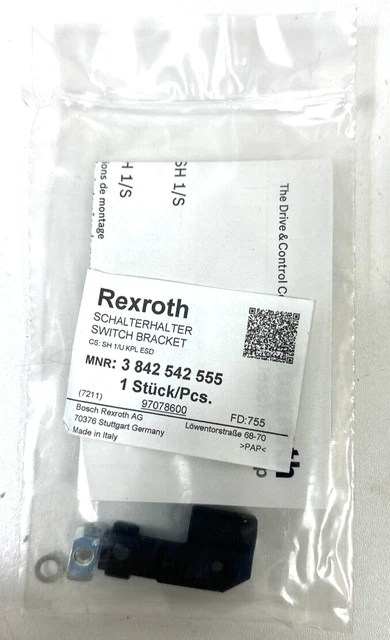 H 1/S
SH 1/S
ions de montage
The Drive & Control
Rexroth
SCHALTERHALTER
SWITCH BRACKET
CS: SH 1/U KPL ESD
MNR: 3 842 542 555
1 Stück/Pcs.
(7211)
97078600
FD:755
Bosch Rexroth AG
Löwentorstraße 68-70
70376 Stuttgart Germany
>PAP<
Made in Italy
th